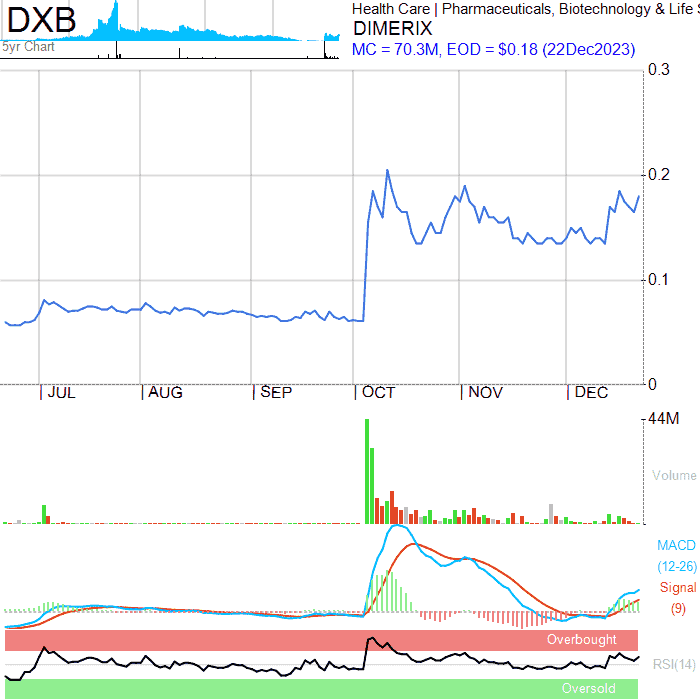 DXB
5yr Chart
Health Care | Pharmaceuticals, Biotechnology & Life S
DIMERIX
MC = 70.3M, EOD = $0.18 (22Dec2023)
0.3
0.2
0.1
0
JUL
AUG
SEP
OCT
NOV
DEC
44M
Volume
MACD
(12-26)
Signal
(9)
Overbought
RSI(14)
Oversold